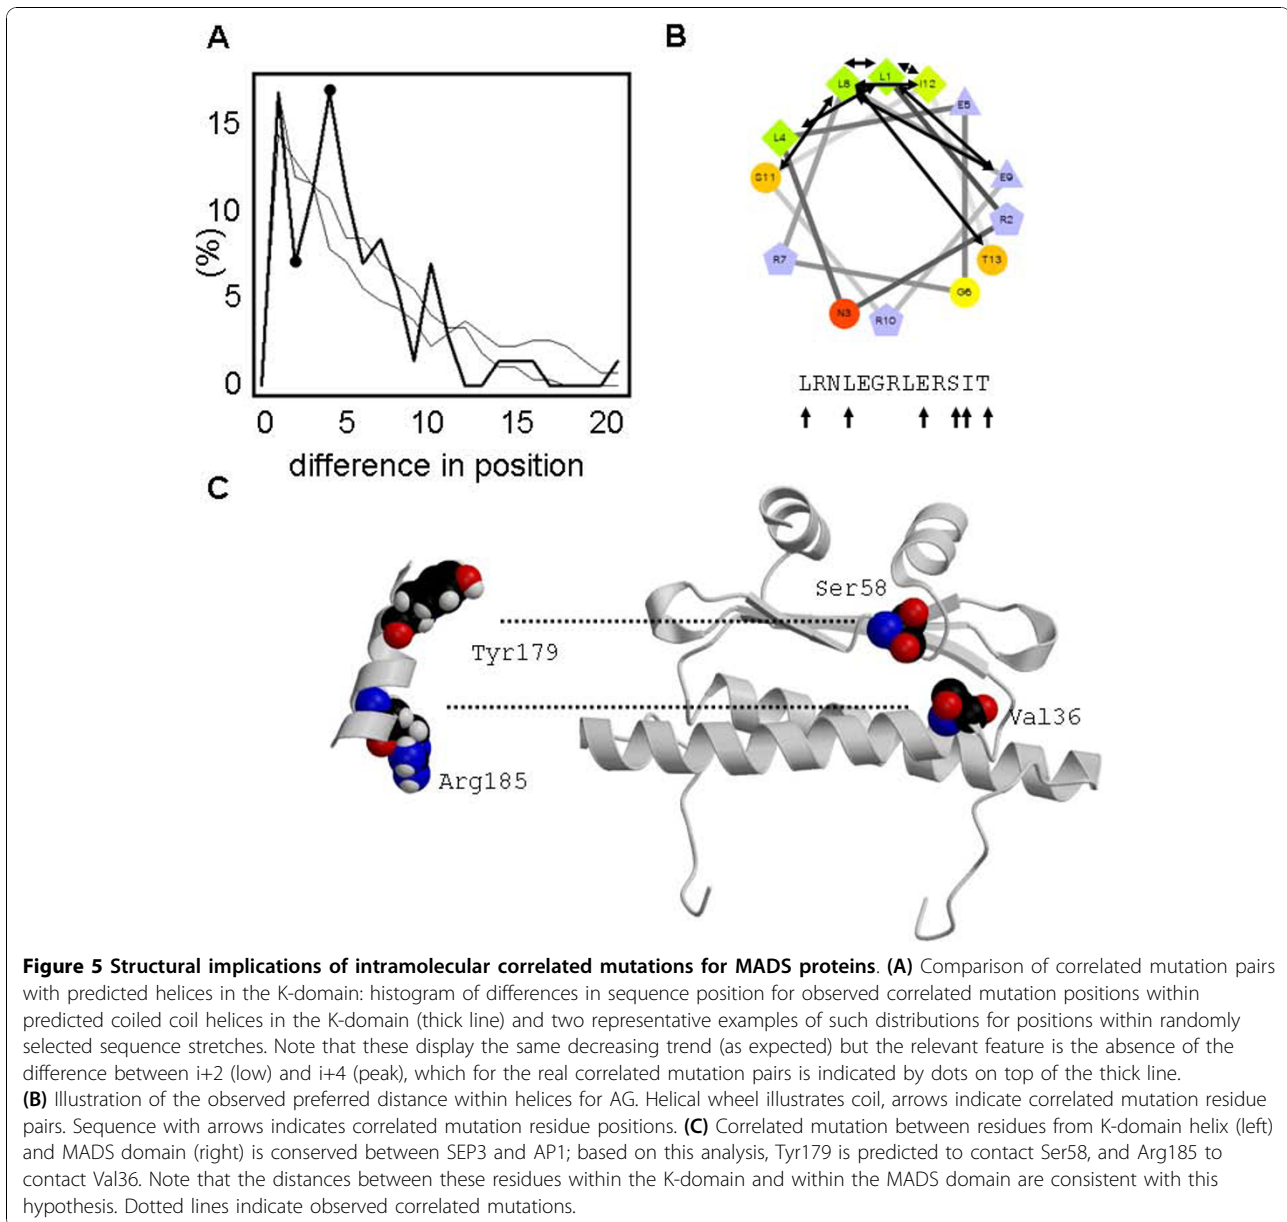 A
B
15
10
5
0
(%)
0 5 10 15 20
difference in position
L8 L1 I12
E5
L4
S11
E9
R2
R7
T13
G6
N3
R10
LRNLEGRLERSIT
C
Ser58
Tyr179
Val36
Arg185
Figure 5 Structural implications of intramolecular correlated mutations for MADS proteins. (A) Comparison of correlated mutation pairs
with predicted helices in the K-domain: histogram of differences in sequence position for observed correlated mutation positions within
predicted coiled coil helices in the K-domain (thick line) and two representative examples of such distributions for positions within randomly
selected sequence stretches. Note that these display the same decreasing trend (as expected) but the relevant feature is the absence of the
difference between i+2 (low) and i+4 (peak), which for the real correlated mutation pairs is indicated by dots on top of the thick line.
(B) Illustration of the observed preferred distance within helices for AG. Helical wheel illustrates coil, arrows indicate correlated mutation residue
pairs. Sequence with arrows indicates correlated mutation residue positions. (C) Correlated mutation between residues from K-domain helix (left)
and MADS domain (right) is conserved between SEP3 and AP1; based on this analysis, Tyr179 is predicted to contact Ser58, and Arg185 to
contact Val36. Note that the distances between these residues within the K-domain and within the MADS domain are consistent with this
hypothesis. Dotted lines indicate observed correlated mutations.